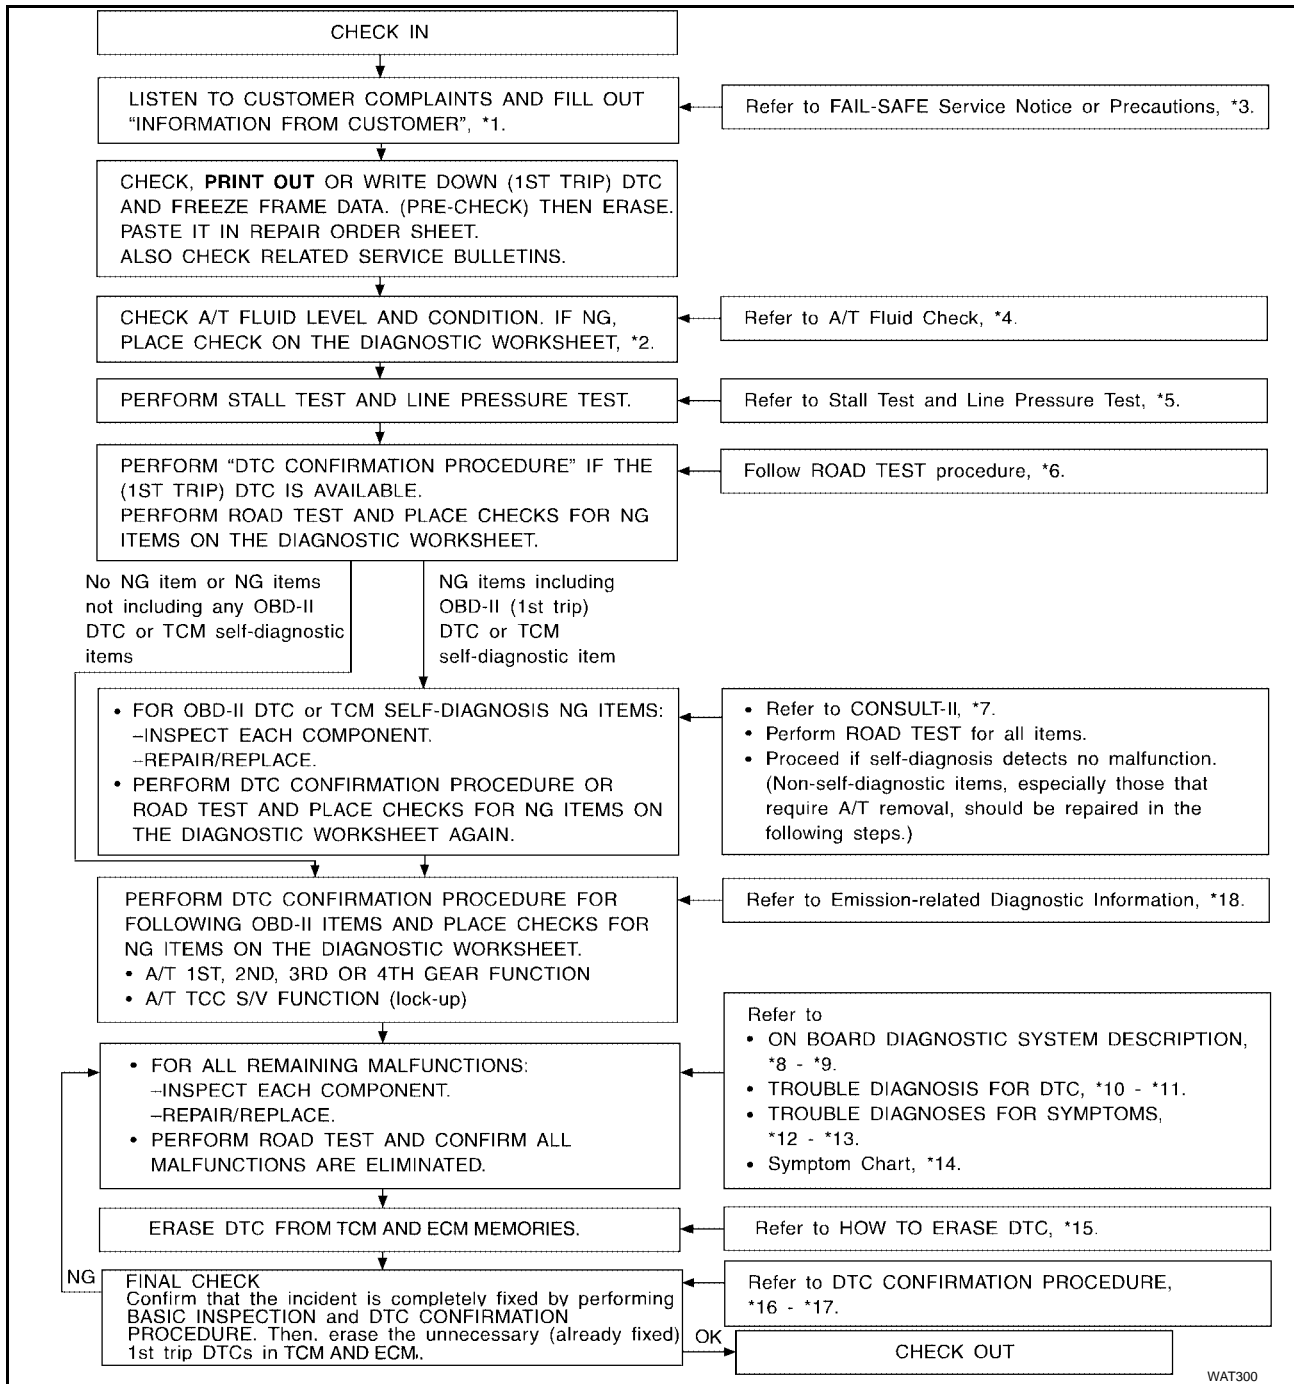 CHECK IN
LISTEN TO CUSTOMER COMPLAINTS AND FILL OUT
“INFORMATION FROM CUSTOMER”, *1.
Refer to FAIL-SAFE Service Notice or Precautions, *3.
CHECK, PRINT OUT OR WRITE DOWN (1ST TRIP) DTC
AND FREEZE FRAME DATA. (PRE-CHECK) THEN ERASE.
PASTE IT IN REPAIR ORDER SHEET.
ALSO CHECK RELATED SERVICE BULLETINS.
CHECK A/T FLUID LEVEL AND CONDITION. IF NG,
PLACE CHECK ON THE DIAGNOSTIC WORKSHEET, *2.
Refer to A/T Fluid Check, *4.
PERFORM STALL TEST AND LINE PRESSURE TEST.
Refer to Stall Test and Line Pressure Test, *5.
PERFORM “DTC CONFIRMATION PROCEDURE” IF THE
(1ST TRIP) DTC IS AVAILABLE.
PERFORM ROAD TEST AND PLACE CHECKS FOR NG
ITEMS ON THE DIAGNOSTIC WORKSHEET.
Follow ROAD TEST procedure, *6.
No NG item or NG items
not including any OBD-II
DTC or TCM self-diagnostic
items
NG items including
OBD-II (1st trip)
DTC or TCM
self-diagnostic item
• FOR OBD-II DTC or TCM SELF-DIAGNOSIS NG ITEMS:
–INSPECT EACH COMPONENT.
–REPAIR/REPLACE.
• PERFORM DTC CONFIRMATION PROCEDURE OR
ROAD TEST AND PLACE CHECKS FOR NG ITEMS ON
THE DIAGNOSTIC WORKSHEET AGAIN.
• Refer to CONSULT-II, *7.
• Perform ROAD TEST for all items.
• Proceed if self-diagnosis detects no malfunction.
(Non-self-diagnostic items, especially those that
require A/T removal, should be repaired in the
following steps.)
PERFORM DTC CONFIRMATION PROCEDURE FOR
FOLLOWING OBD-II ITEMS AND PLACE CHECKS FOR
NG ITEMS ON THE DIAGNOSTIC WORKSHEET.
• A/T 1ST, 2ND, 3RD OR 4TH GEAR FUNCTION
• A/T TCC S/V FUNCTION (lock-up)
Refer to Emission-related Diagnostic Information, *18.
• FOR ALL REMAINING MALFUNCTIONS:
–INSPECT EACH COMPONENT.
–REPAIR/REPLACE.
• PERFORM ROAD TEST AND CONFIRM ALL
MALFUNCTIONS ARE ELIMINATED.
Refer to
• ON BOARD DIAGNOSTIC SYSTEM DESCRIPTION,
*8 - *9.
• TROUBLE DIAGNOSIS FOR DTC, *10 - *11.
• TROUBLE DIAGNOSES FOR SYMPTOMS,
*12 - *13.
• Symptom Chart, *14.
ERASE DTC FROM TCM AND ECM MEMORIES.
Refer to HOW TO ERASE DTC, *15.
NG
FINAL CHECK
Confirm that the incident is completely fixed by performing
BASIC INSPECTION and DTC CONFIRMATION
PROCEDURE. Then, erase the unnecessary (already fixed)
1st trip DTCs in TCM AND ECM.
Refer to DTC CONFIRMATION PROCEDURE,
*16 - *17.
OK
CHECK OUT
WAT300